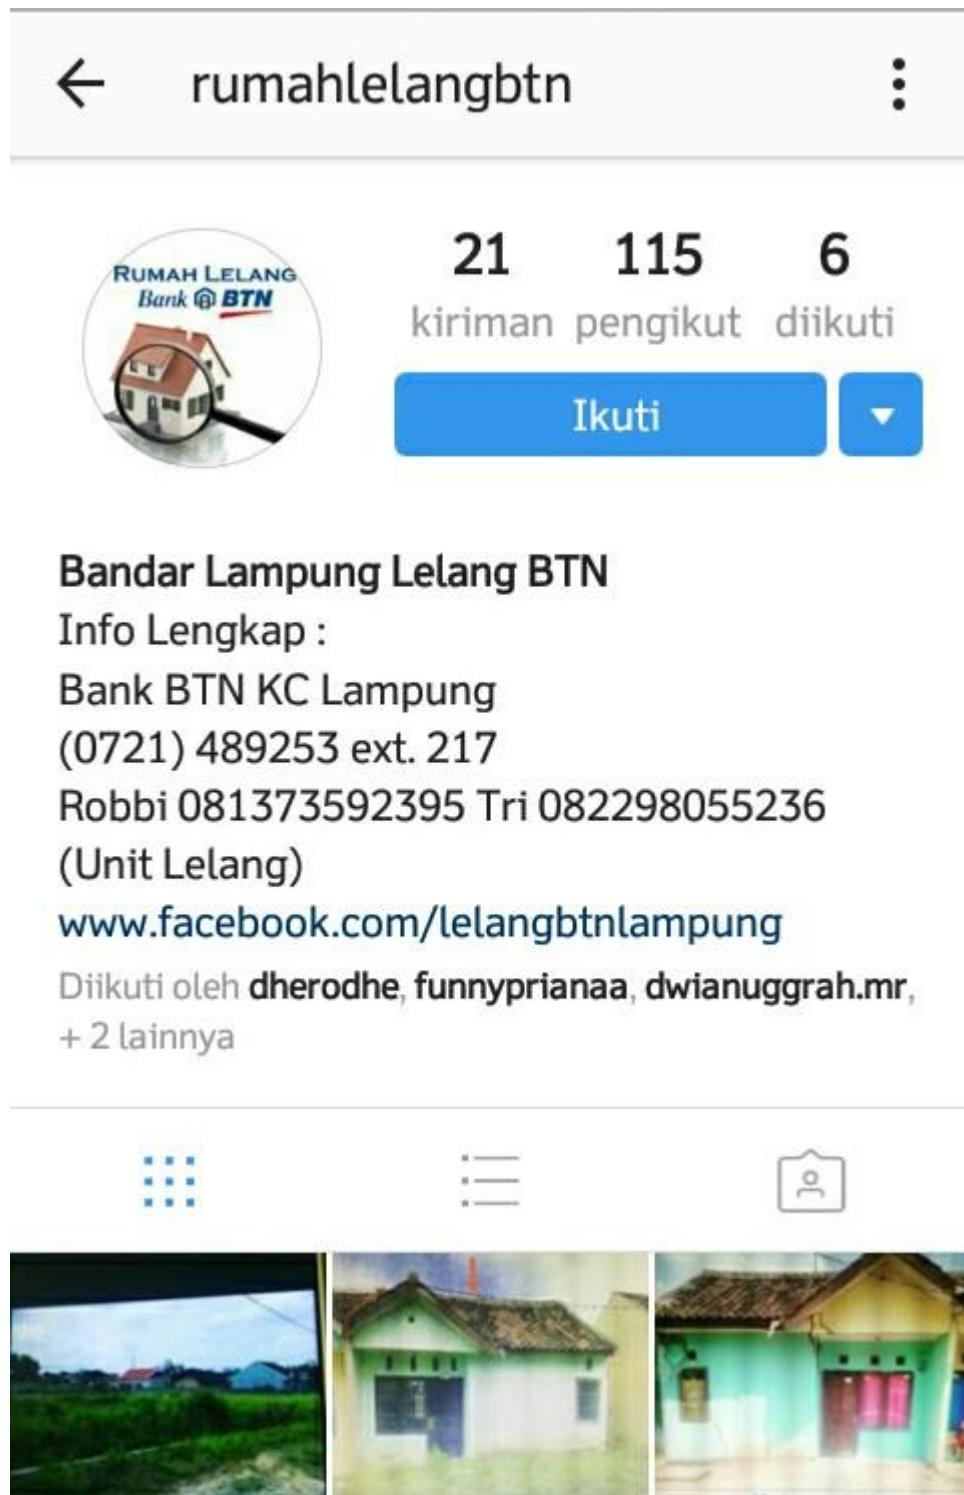 rumahlelangbtn
RUMAH LELANG
Bank BTN
21 115 6
kiriman pengikut diikuti
Ikuti
Bandar Lampung Lelang BTN
Info Lengkap :
Bank BTN KC Lampung
(0721) 489253 ext. 217
Robbi 081373592395 Tri 082298055236
(Unit Lelang)
www.facebook.com/lelangbtnlampung
Diikuti oleh dherodhe, funnyprianaa, dwianuggrah.mr,
+ 2 lainnya